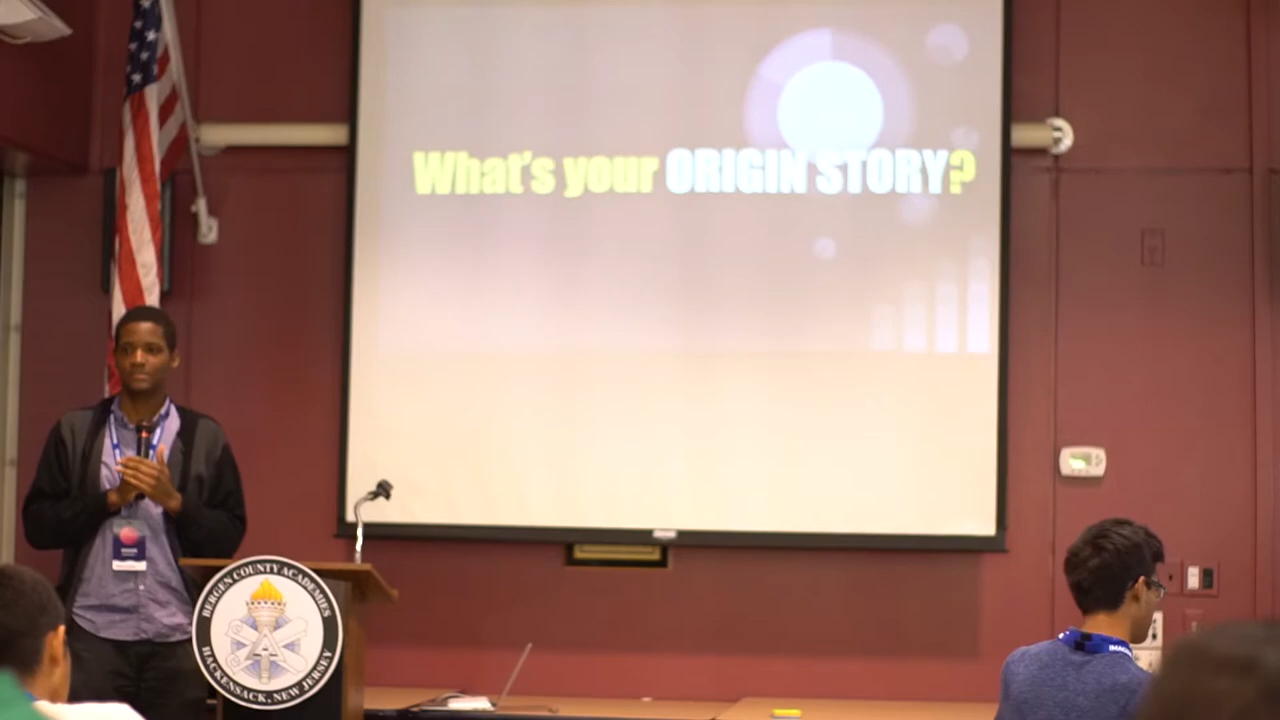 What's your ORIGIN STORY?
BERGEN COUNTY ACADEMIES
A
HACKENSACK, NEW JERSEY